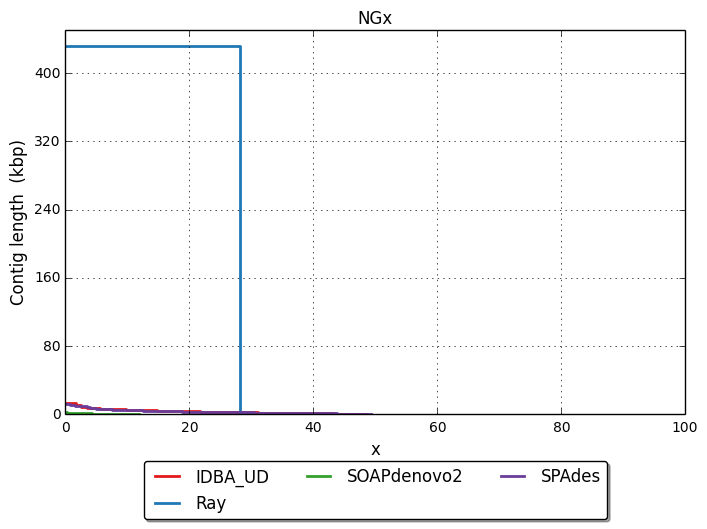 NGx
Contig length (kbp)
400
320
240
160
80
0
0 20 40 60 80 100
x
IDBA_UD SOAPdenovo2 SPAdes
Ray